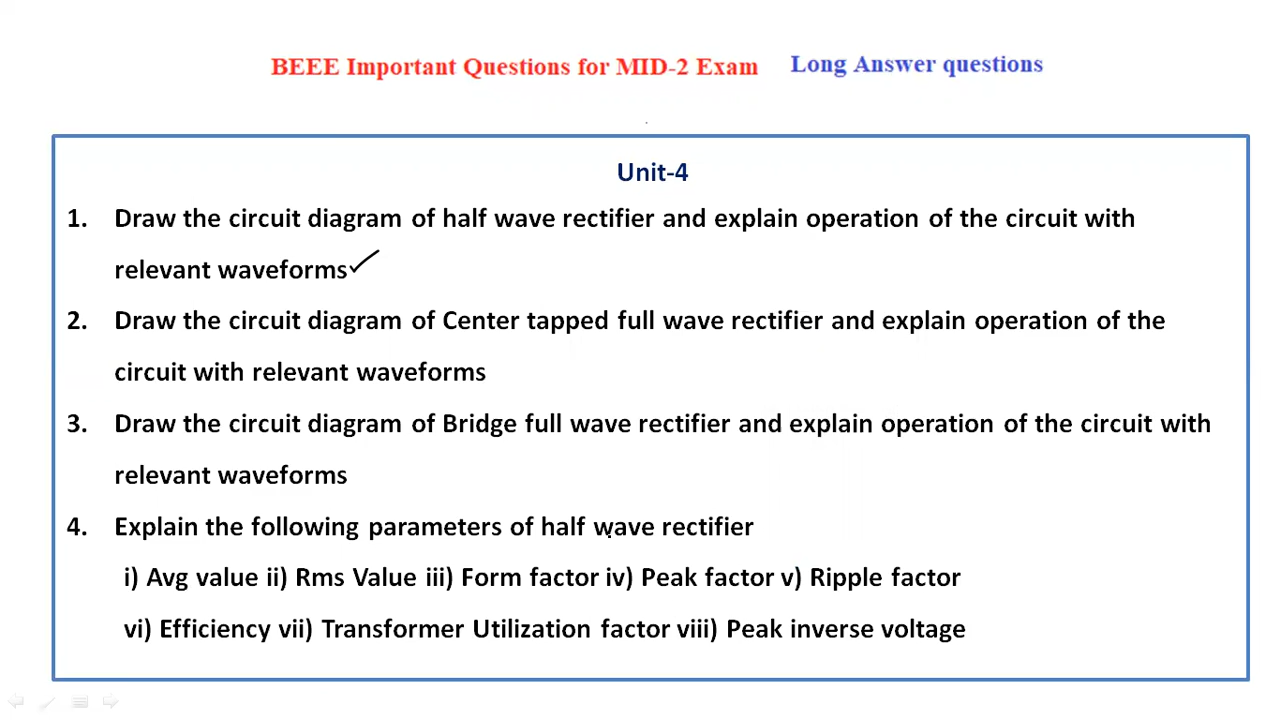 BEEE Important Questions for MID-2 Exam Long Answer questions
Unit-4
1. Draw the circuit diagram of half wave rectifier and explain operation of the circuit with
relevant waveforms
2. Draw the circuit diagram of Center tapped full wave rectifier and explain operation of the
circuit with relevant waveforms
3. Draw the circuit diagram of Bridge full wave rectifier and explain operation of the circuit with
relevant waveforms
4. Explain the following parameters of half wave rectifier
i) Avg value ii) Rms Value iii) Form factor iv) Peak factor v) Ripple factor
vi) Efficiency vii) Transformer Utilization factor viii) Peak inverse voltage